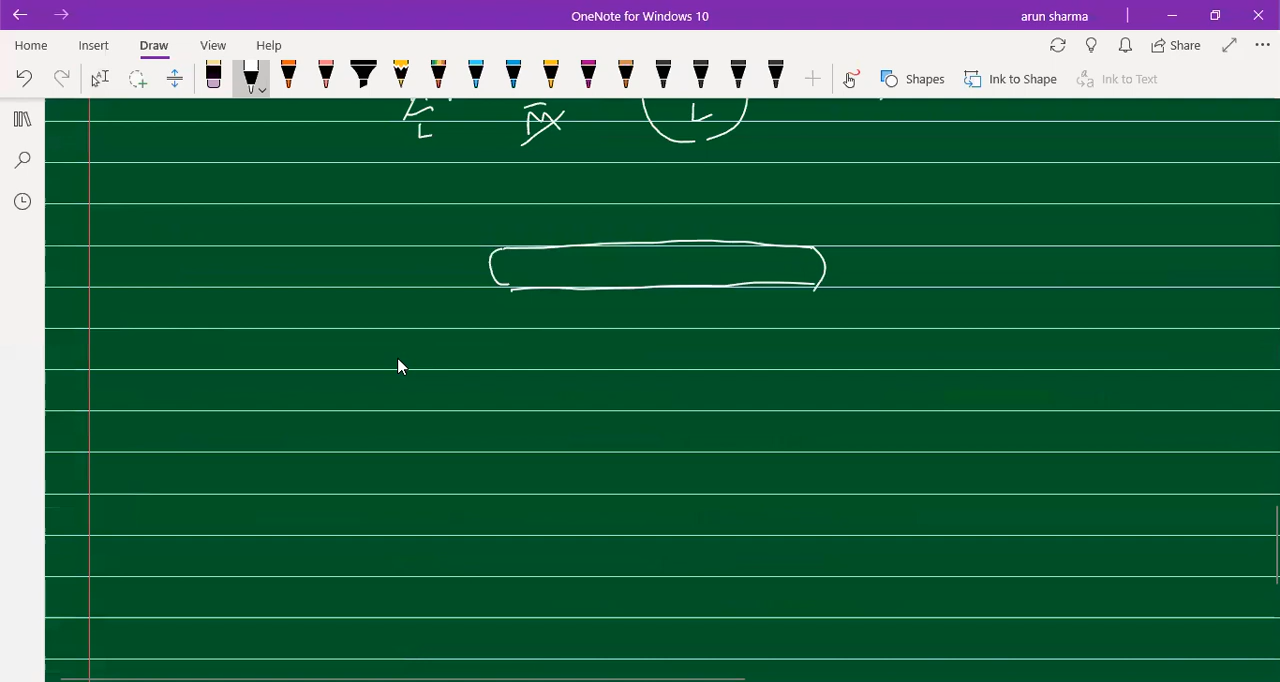 OneNote for Windows 10
arun sharma
Home Insert Draw View Help
Share
Shapes Ink to Shape Ink to Text
L M L